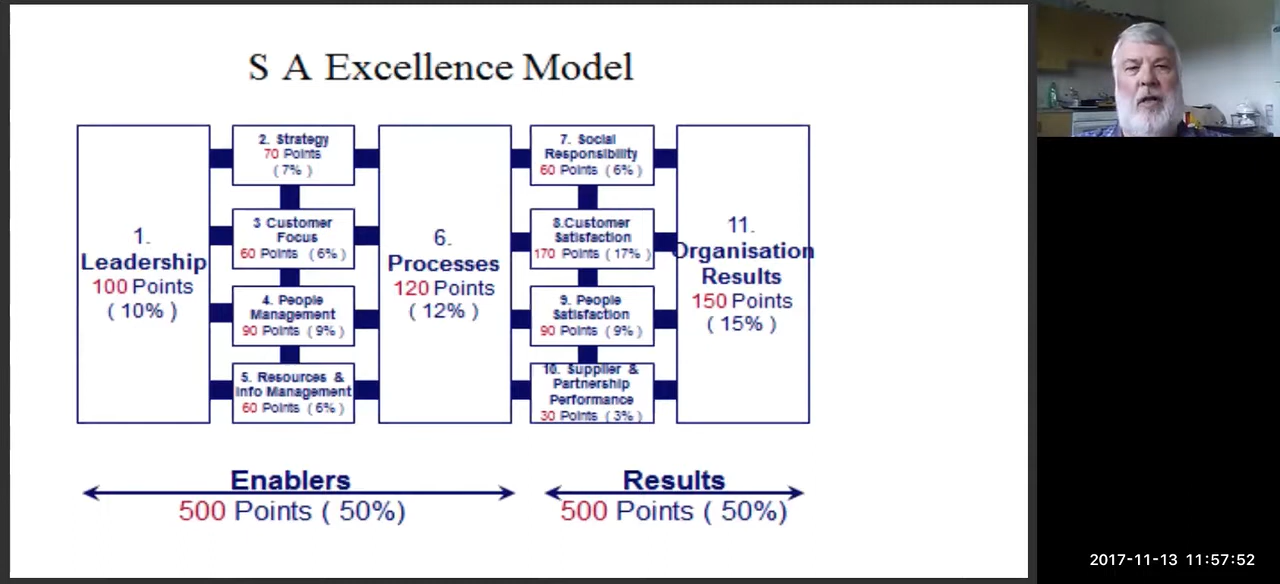 S A Excellence Model
1.
Leadership
100 Points
( 10% )
2. Strategy
70 Points
( 7% )
3 Customer
Focus
60 Points ( 6% )
4. People
Management
90 Points ( 9% )
5. Resources &
Info Management
60 Points ( 6% )
6.
Processes
120 Points
( 12% )
7. Social
Responsibility
60 Points ( 6% )
8.Customer
Satisfaction
170 Points ( 17% )
9. People
Satisfaction
90 Points ( 9% )
10. Supplier &
Partnership
Performance
30 Points ( 3% )
11.
Organisation
Results
150 Points
( 15% )
Enablers
500 Points ( 50%)
Results
500 Points ( 50%)
2017-11-13 11:57:52